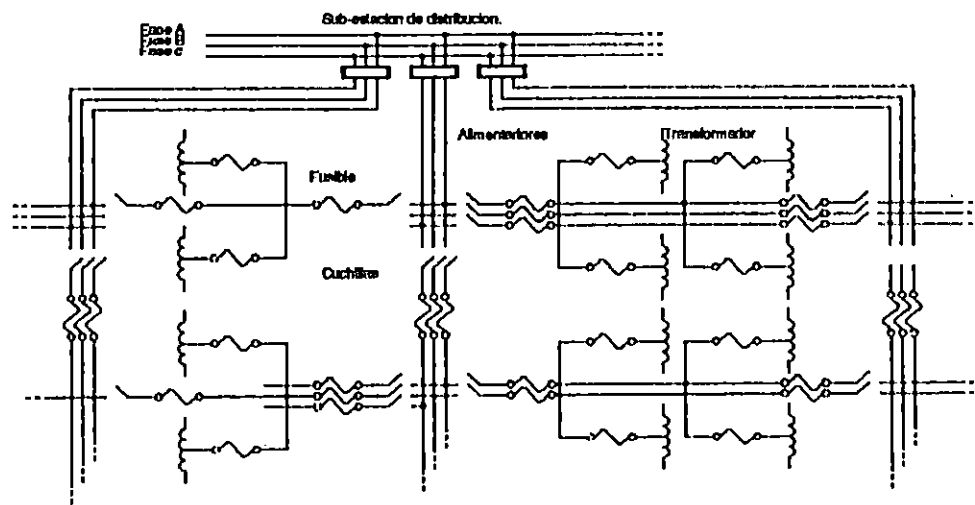 Sub-estacion de distribucion.
Fase A
Fase B
Fase C
Alimentadores
Transformador
Fusible
Cuchillas